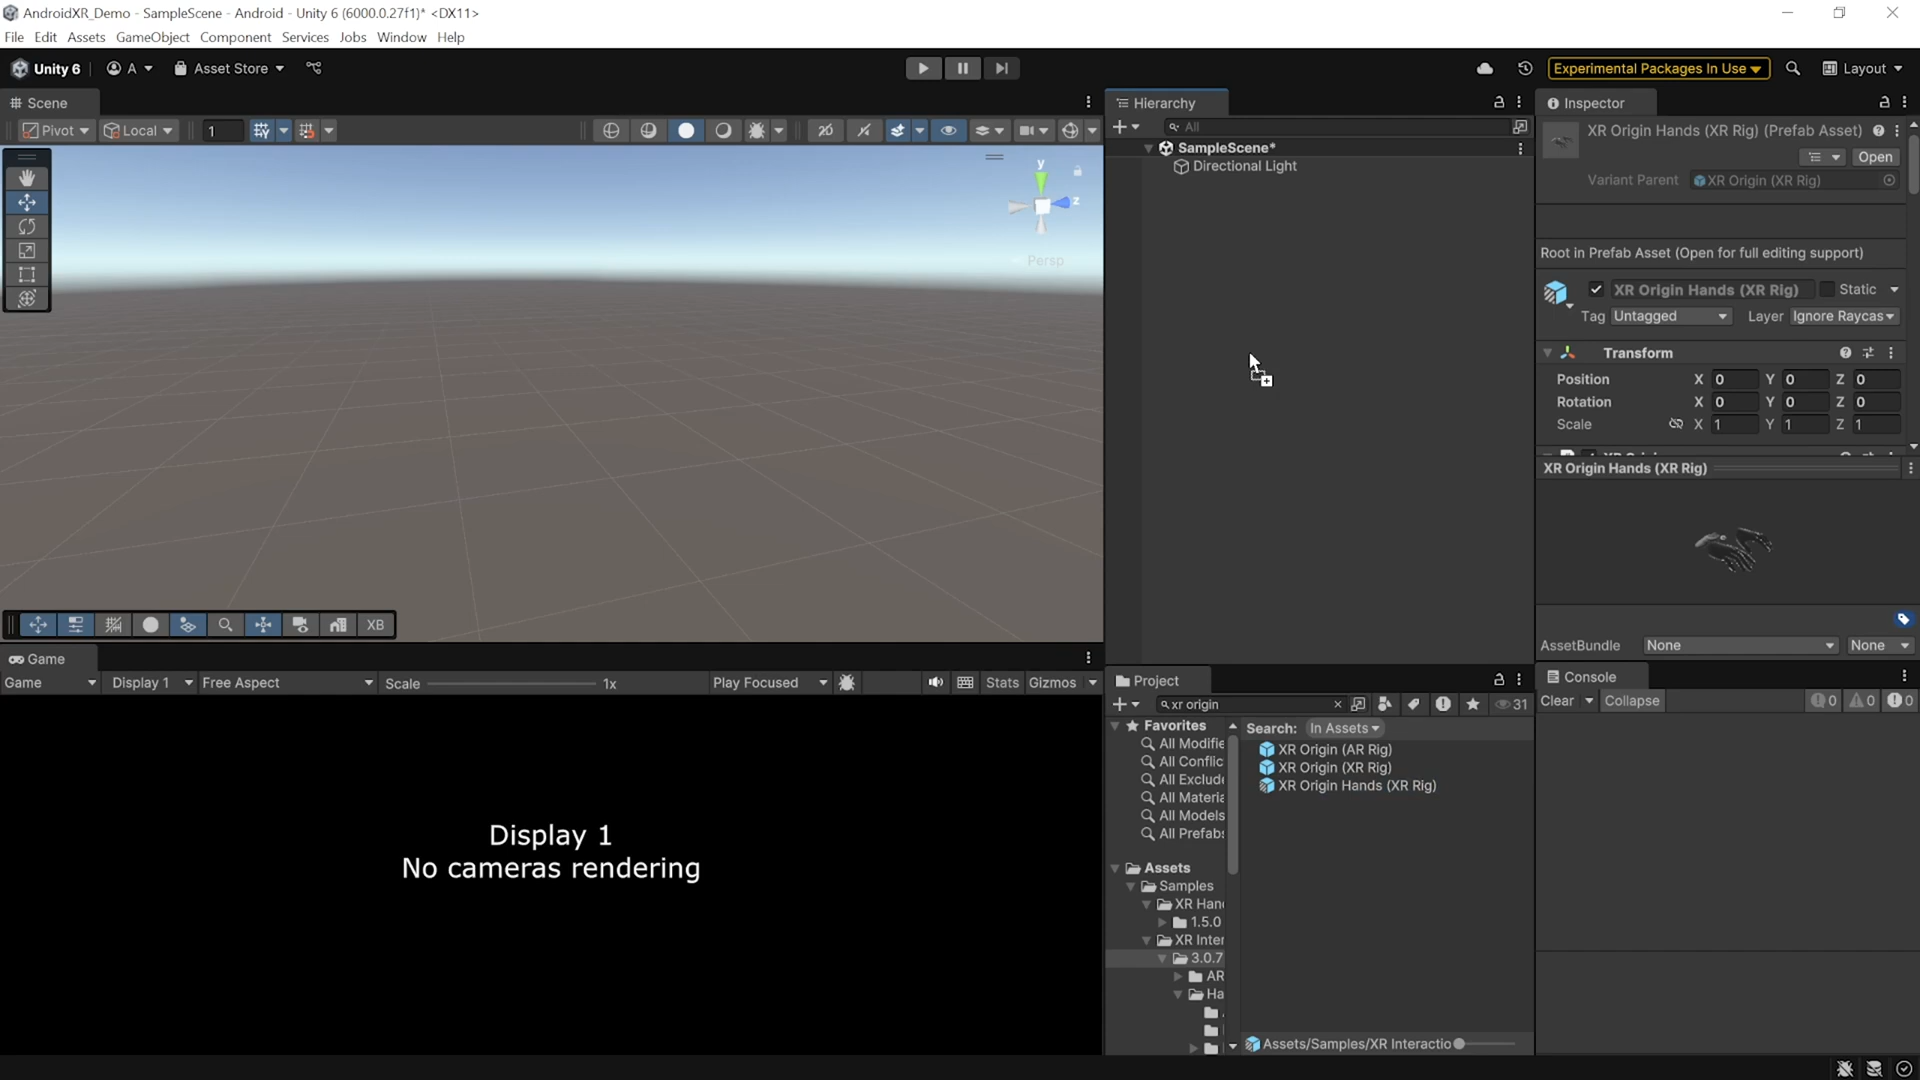 AndroidXR_Demo - SampleScene - Android - Unity 6 (6000.0.27f1)* <DX11>
File Edit Assets GameObject Component Services Jobs Window Help
Unity 6 A Asset Store Experimental Packages In Use Layout
Scene
Pivot Local 1
y
z
Persp
XB
Hierarchy
All
SampleScene*
Directional Light
Inspector
XR Origin Hands (XR Rig) (Prefab Asset)
Open
Variant Parent XR Origin (XR Rig)
Root in Prefab Asset (Open for full editing support)
XR Origin Hands (XR Rig) Static
Tag Untagged Layer Ignore Raycas
Transform
Position X 0 Y 0 Z 0
Rotation X 0 Y 0 Z 0
Scale X 1 Y 1 Z 1
XR Origin Hands (XR Rig)
AssetBundle None None
Game
Game Display 1 Free Aspect Scale 1x Play Focused Stats Gizmos
Display 1
No cameras rendering
Project
xr origin 31
Favorites
All Modifie
All Conflic
All Exclude
All Materia
All Models
All Prefabs
Assets
Samples
XR Han
1.5.0
XR Inter
3.0.7
AR
Ha
Search: In Assets
XR Origin (AR Rig)
XR Origin (XR Rig)
XR Origin Hands (XR Rig)
Assets/Samples/XR Interactio
Console
Clear Collapse 0 0 0